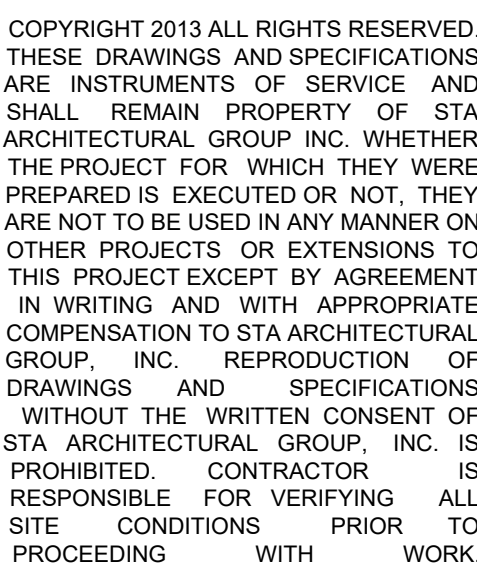 COPYRIGHT 2013 ALL RIGHTS RESERVED.
THESE DRAWINGS AND SPECIFICATIONS
ARE INSTRUMENTS OF SERVICE AND
SHALL REMAIN PROPERTY OF STA
ARCHITECTURAL GROUP INC. WHETHER
THE PROJECT FOR WHICH THEY WERE
PREPARED IS EXECUTED OR NOT, THEY
ARE NOT TO BE USED IN ANY MANNER ON
OTHER PROJECTS OR EXTENSIONS TO
THIS PROJECT EXCEPT BY AGREEMENT
IN WRITING AND WITH APPROPRIATE
COMPENSATION TO STA ARCHITECTURAL
GROUP, INC. REPRODUCTION OF
DRAWINGS AND SPECIFICATIONS
WITHOUT THE WRITTEN CONSENT OF
STA ARCHITECTURAL GROUP, INC. IS
PROHIBITED. CONTRACTOR IS
RESPONSIBLE FOR VERIFYING ALL
SITE CONDITIONS PRIOR TO
PROCEEDING WITH WORK.